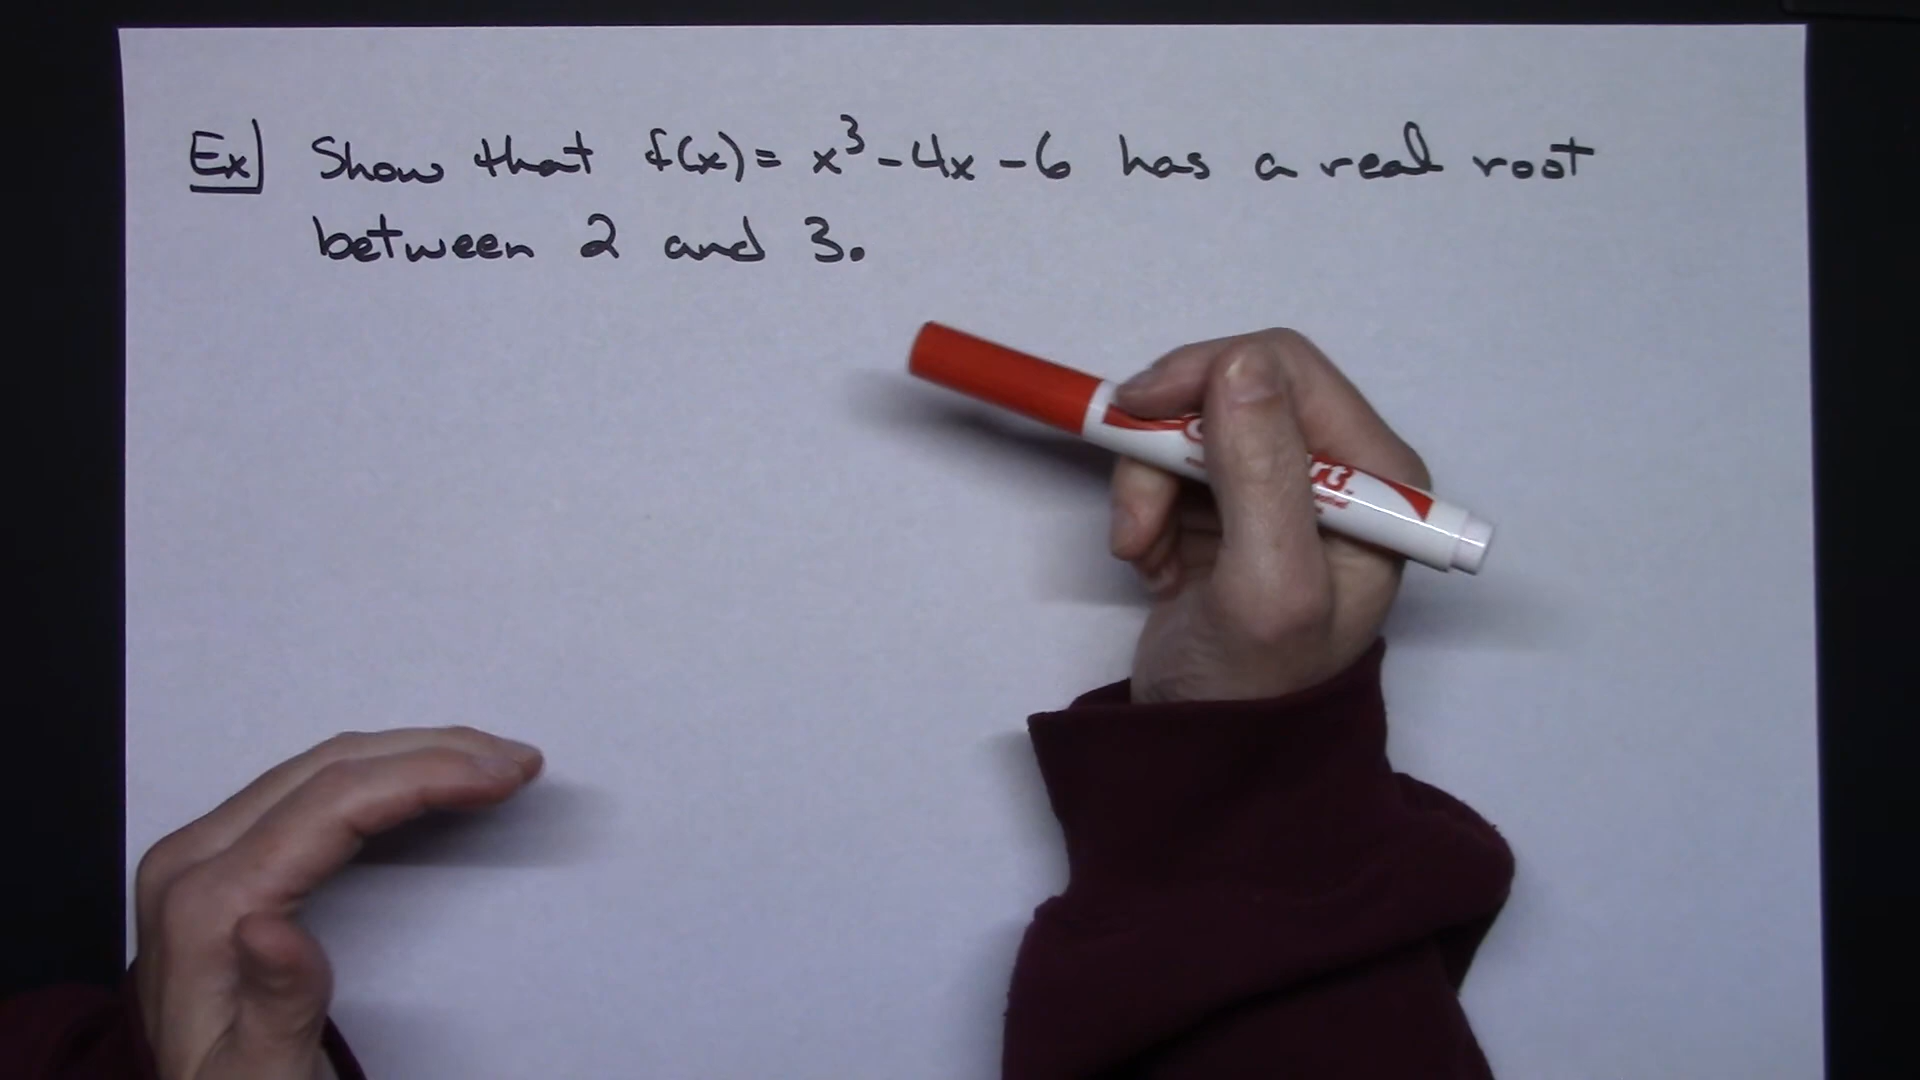 Ex Show that f(x) = x³ - 4x - 6 has a real root
between 2 and 3.